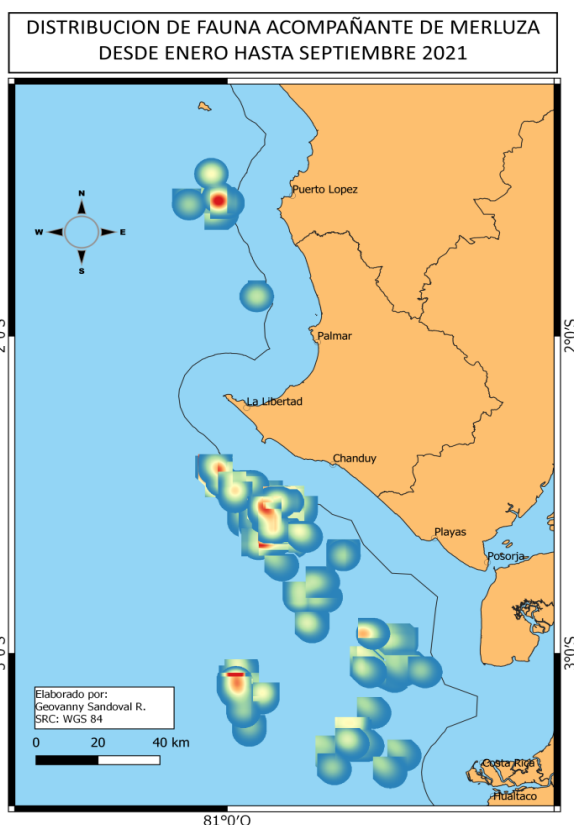 DISTRIBUCION DE FAUNA ACOMPAÑANTE DE MERLUZA
DESDE ENERO HASTA SEPTIEMBRE 2021
N
W
E
S
Puerto Lopez
Palmar
2°0'S
La Libertad
Chanduy
Playas
Posorja
3°0'S
Elaborado por:
Geovanny Sandoval R.
SRC: WGS 84
0 20 40 km
Costa Rica
Hualtaco
81°0'O